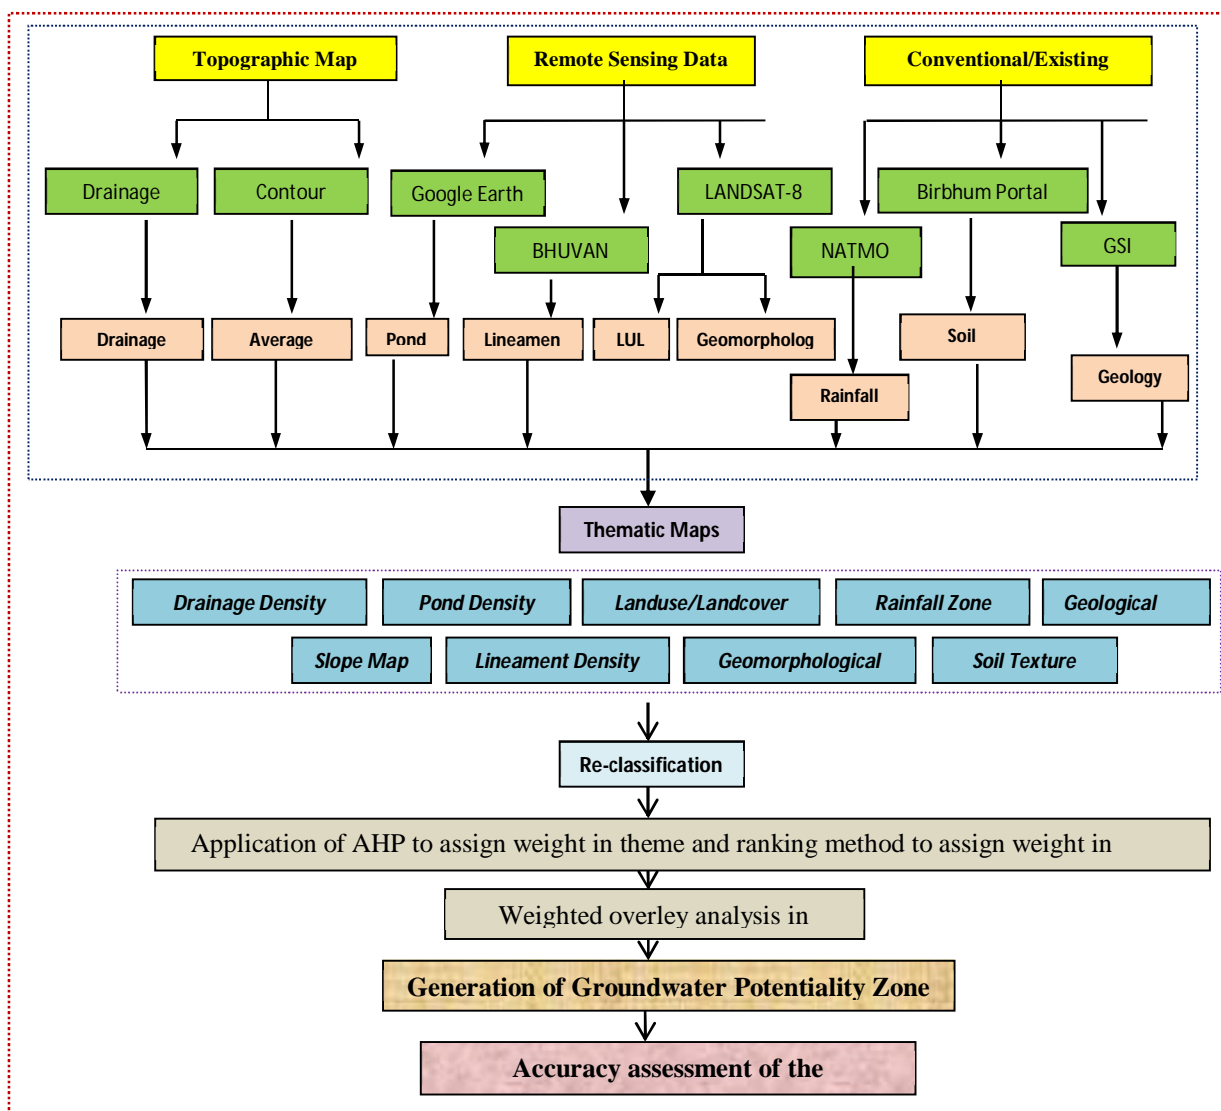 Topographic Map
Remote Sensing Data
Conventional/Existing
Drainage
Contour
Google Earth
LANDSAT-8
Birbhum Portal
BHUVAN
NATMO
GSI
Drainage
Average
Pond
Lineamen
LUL
Geomorpholog
Soil
Rainfall
Geology
Thematic Maps
Drainage Density
Pond Density
Landuse/Landcover
Rainfall Zone
Geological
Slope Map
Lineament Density
Geomorphological
Soil Texture
Re-classification
Application of AHP to assign weight in theme and ranking method to assign weight in
Weighted overley analysis in
Generation of Groundwater Potentiality Zone
Accuracy assessment of the